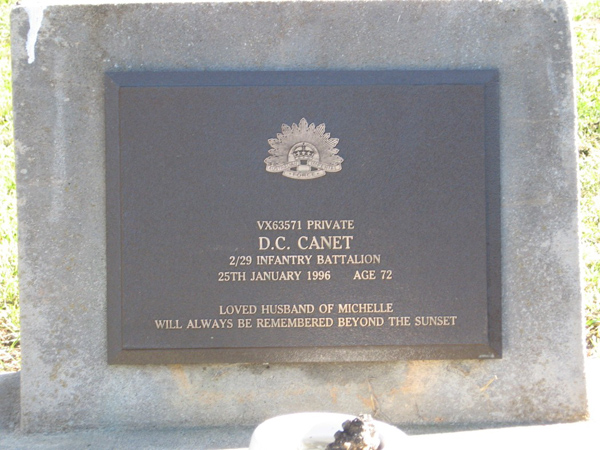 VX63571 PRIVATE
D.C. CANET
2/29 INFANTRY BATTALION
25TH JANUARY 1996 AGE 72
LOVED HUSBAND OF MICHELLE
WILL ALWAYS BE REMEMBERED BEYOND THE SUNSET